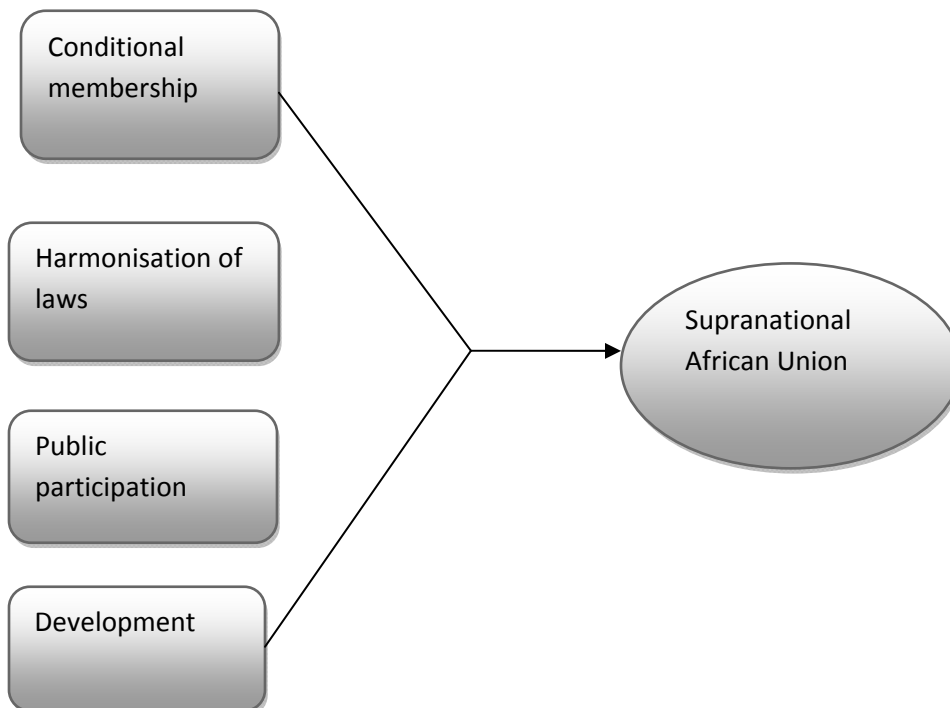 Conditional
membership
Harmonisation of
laws
Public
participation
Development
Supranational
African Union